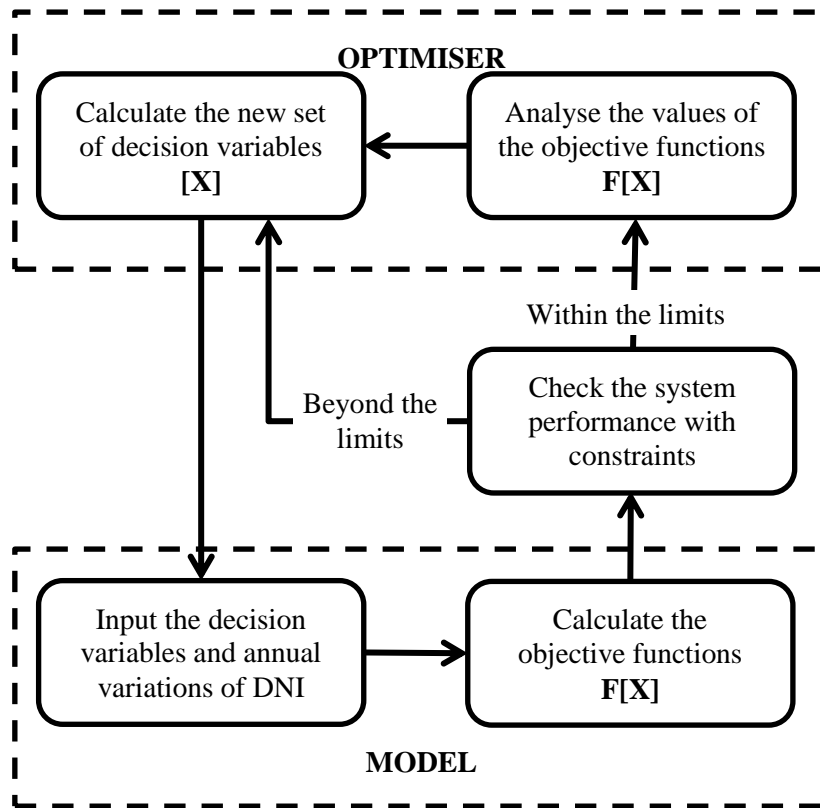 OPTIMISER
Calculate the new set
of decision variables
[X]
Analyse the values of
the objective functions
F[X]
Within the limits
Beyond the
limits
Check the system
performance with
constraints
Input the decision
variables and annual
variations of DNI
Calculate the
objective functions
F[X]
MODEL